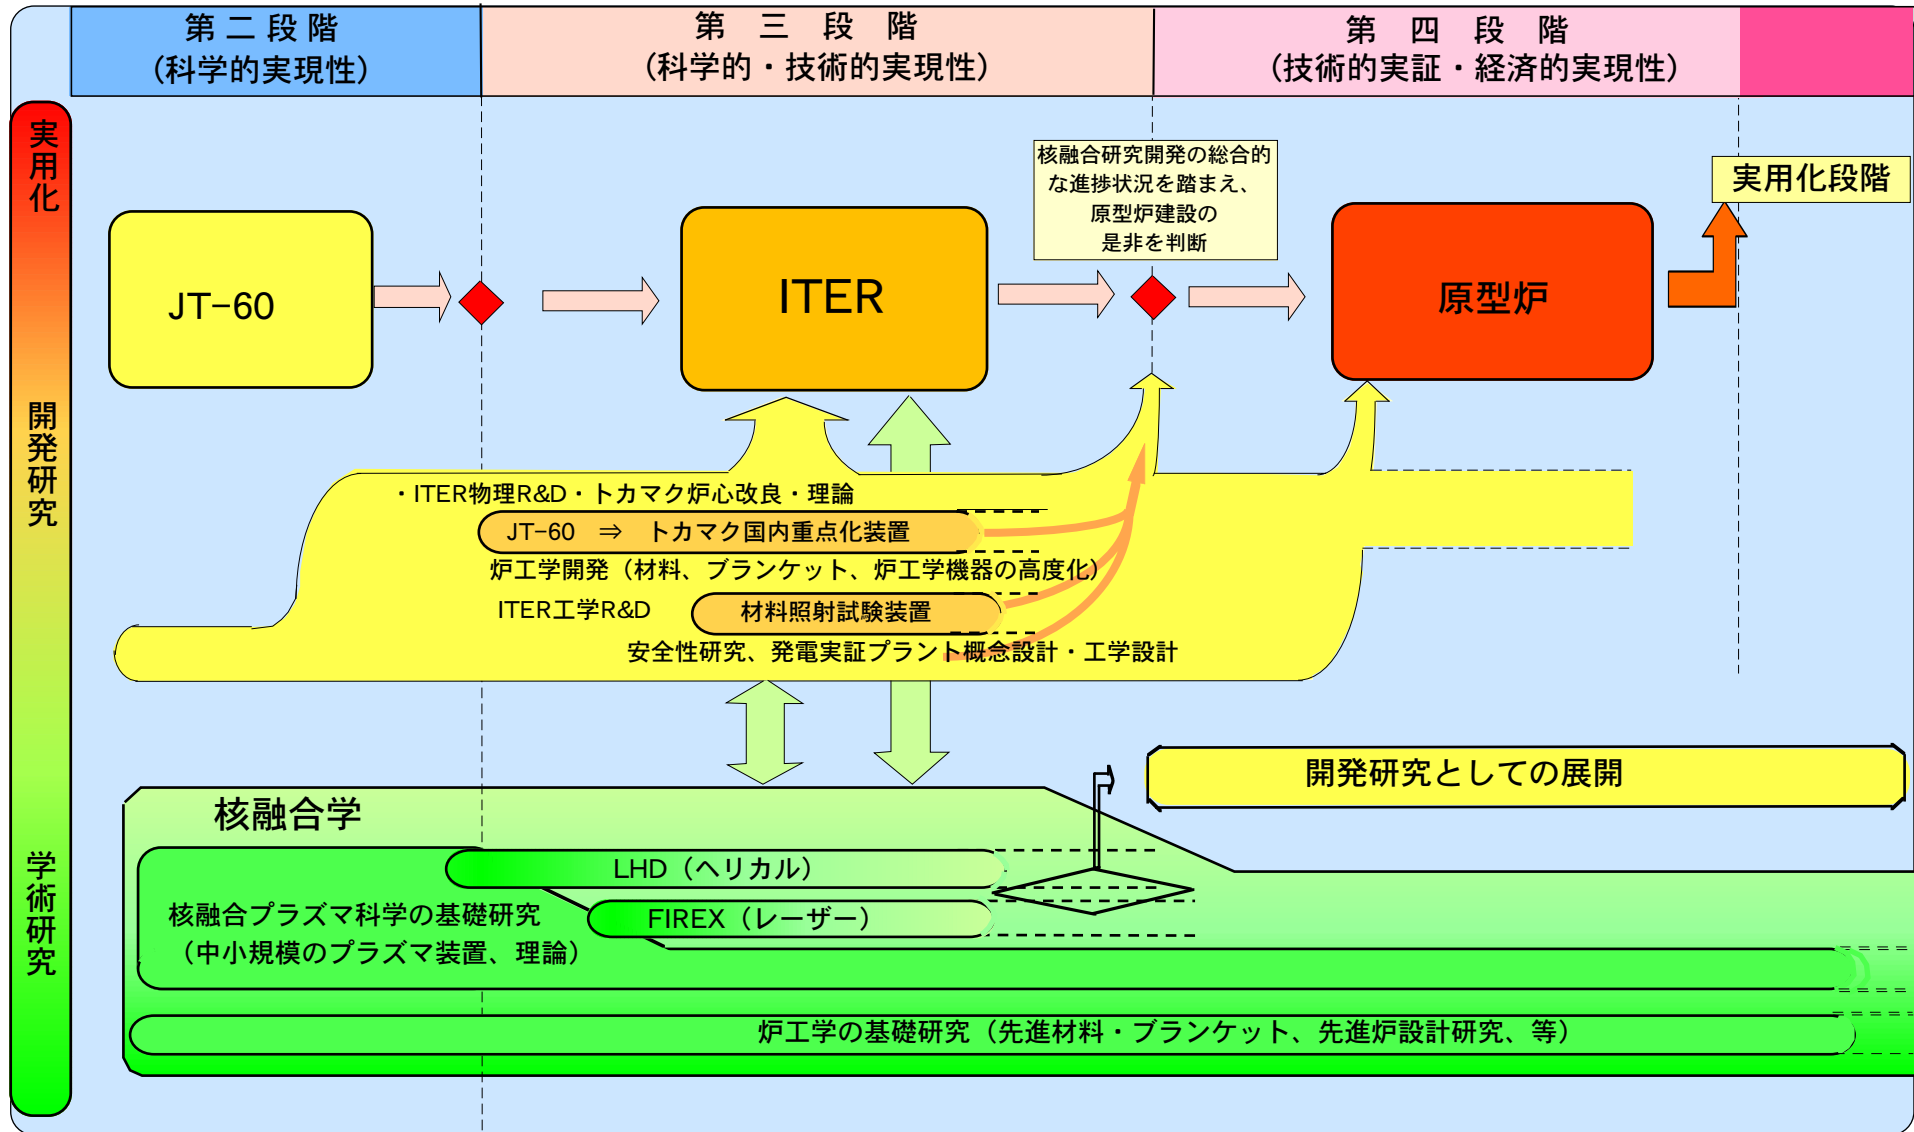 第二段階
(科学的実現性)
第三段階
(科学的・技術的実現性)
第四段階
(技術的実証・経済的実現性)
実用化
開発研究
学術研究
核融合研究開発の総合的
な進捗状況を踏まえ、
原型炉建設の
是非を判断
実用化段階
JT−60
ITER
原型炉
・ITER物理R&D・トカマク炉心改良・理論
JT−60 ⇒ トカマク国内重点化装置
炉工学開発（材料、ブランケット、炉工学機器の高度化）
ITER工学R&D
材料照射試験装置
安全性研究、発電実証プラント概念設計・工学設計
開発研究としての展開
核融合学
LHD（ヘリカル）
核融合プラズマ科学の基礎研究
（中小規模のプラズマ装置、理論）
FIREX（レーザー）
炉工学の基礎研究（先進材料・ブランケット、先進炉設計研究、等）